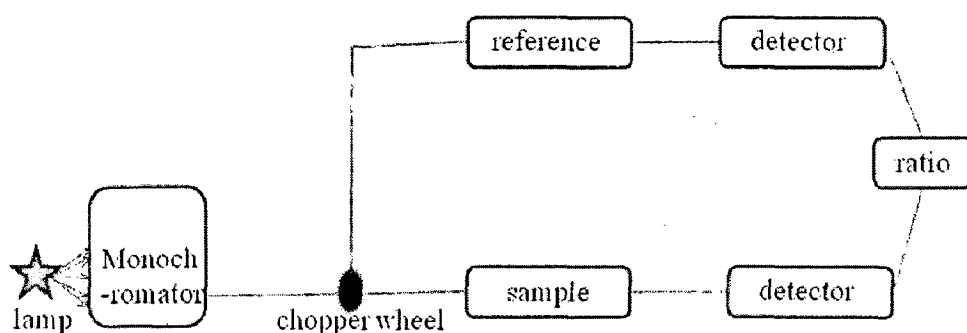 reference
detector
ratio
Monoch
-romator
lamp
chopper wheel
sample
detector